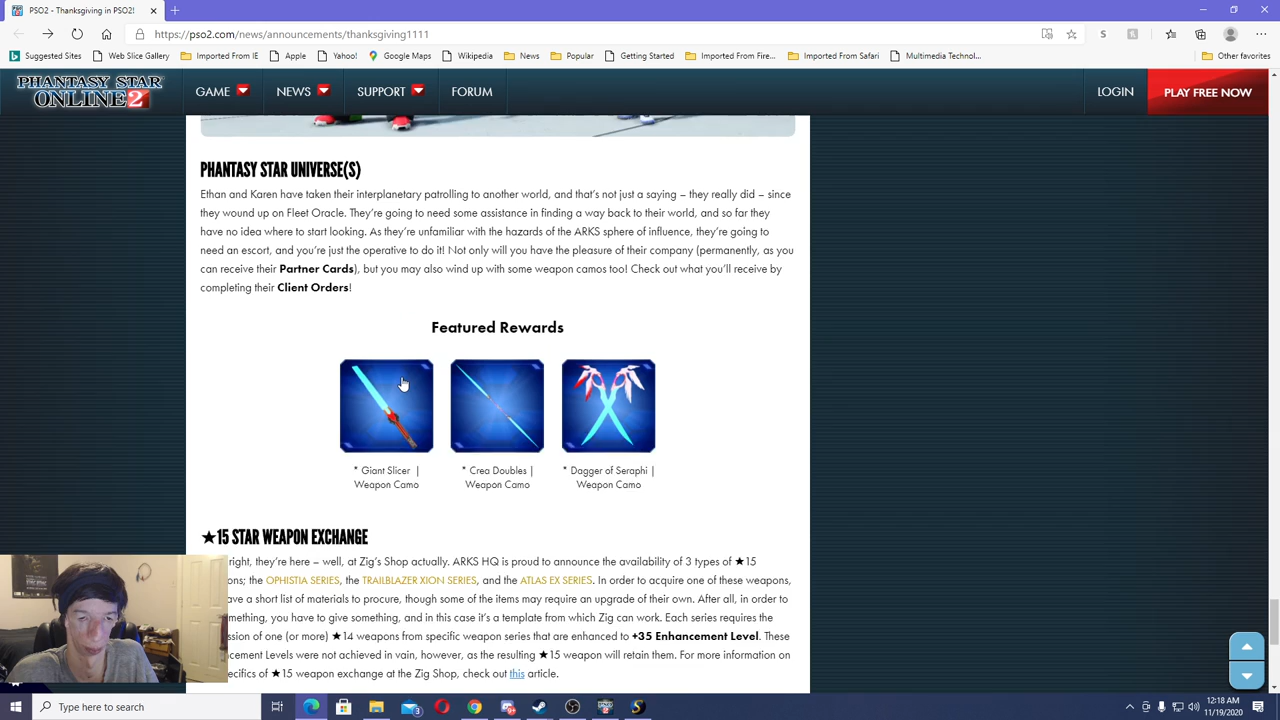 PSO2 - Thanksgiving in PSO2!
https://pso2.com/news/announcements/thanksgiving1111
Suggested Sites Web Slice Gallery Imported From IE Apple Yahoo! Google Maps Wikipedia News Popular Getting Started Imported From Fire... Imported From Safari Multimedia Technol... Other favorites
PHANTASY STAR
ONLINE 2
GAME NEWS SUPPORT FORUM LOGIN PLAY FREE NOW
PHANTASY STAR UNIVERSE(S)
Ethan and Karen have taken their interplanetary patrolling to another world, and that's not just a saying – they really did – since
they wound up on Fleet Oracle. They're going to need some assistance in finding a way back to their world, and so far they
have no idea where to start looking. As they're unfamiliar with the hazards of the ARKS sphere of influence, they're going to
need an escort, and you're just the operative to do it! Not only will you have the pleasure of their company (permanently, as you
can receive their Partner Cards), but you may also wind up with some weapon camos too! Check out what you'll receive by
completing their Client Orders!
Featured Rewards
* Giant Slicer | * Crea Doubles | * Dagger of Seraphi |
Weapon Camo Weapon Camo Weapon Camo
★15 STAR WEAPON EXCHANGE
right, they're here – well, at Zig's Shop actually. ARKS HQ is proud to announce the availability of 3 types of ★15
ons; the OPHISTIA SERIES, the TRAILBLAZER XION SERIES, and the ATLAS EX SERIES. In order to acquire one of these weapons,
ave a short list of materials to procure, though some of the items may require an upgrade of their own. After all, in order to
mething, you have to give something, and in this case it's a template from which Zig can work. Each series requires the
ssion of one (or more) ★14 weapons from specific weapon series that are enhanced to +35 Enhancement Level. These
ncement Levels were not achieved in vain, however, as the resulting ★15 weapon will retain them. For more information on
pecifics of ★15 weapon exchange at the Zig Shop, check out this article.
Type here to search
12:18 AM
11/19/2020